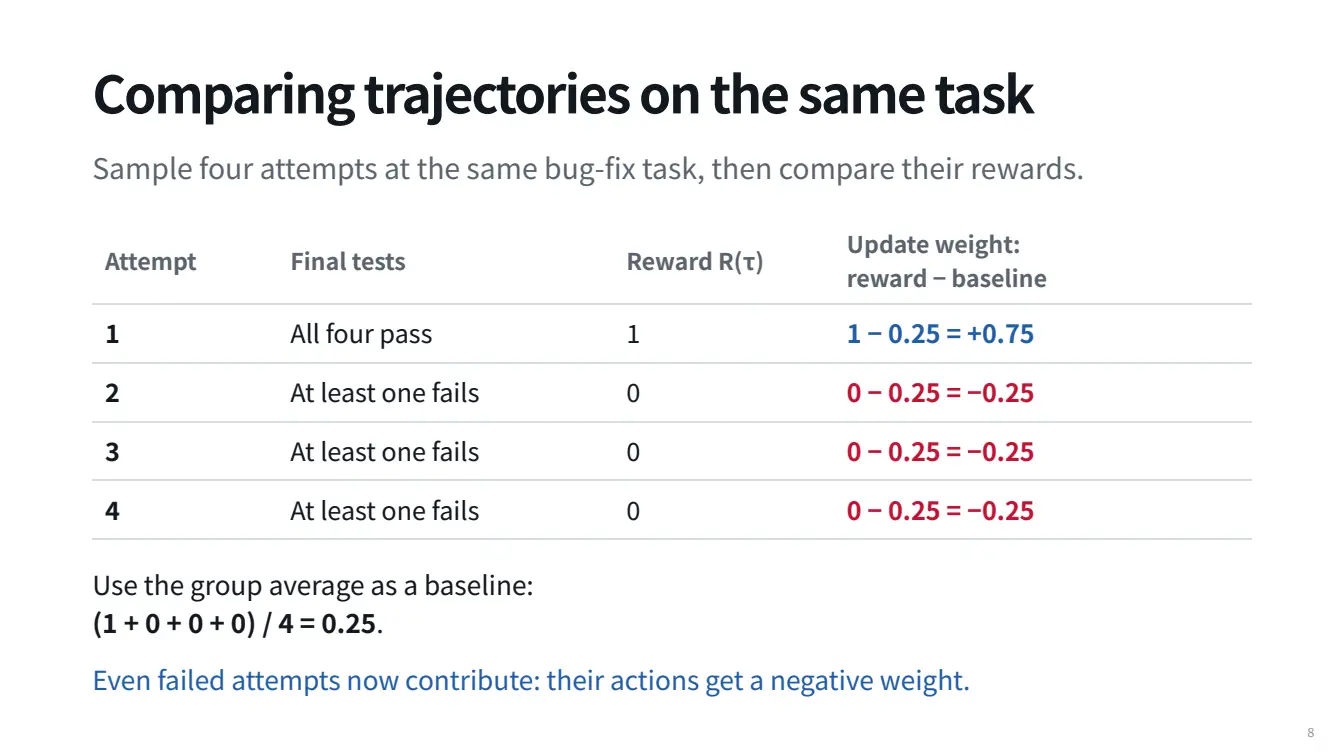 Comparing trajectories on the same task
Sample four attempts at the same bug-fix task, then compare their rewards.
Attempt Final tests Reward R(τ) Update weight:
reward − baseline
1 All four pass 1 1 − 0.25 = +0.75
2 At least one fails 0 0 − 0.25 = −0.25
3 At least one fails 0 0 − 0.25 = −0.25
4 At least one fails 0 0 − 0.25 = −0.25
Use the group average as a baseline:
(1 + 0 + 0 + 0) / 4 = 0.25.
Even failed attempts now contribute: their actions get a negative weight.
8